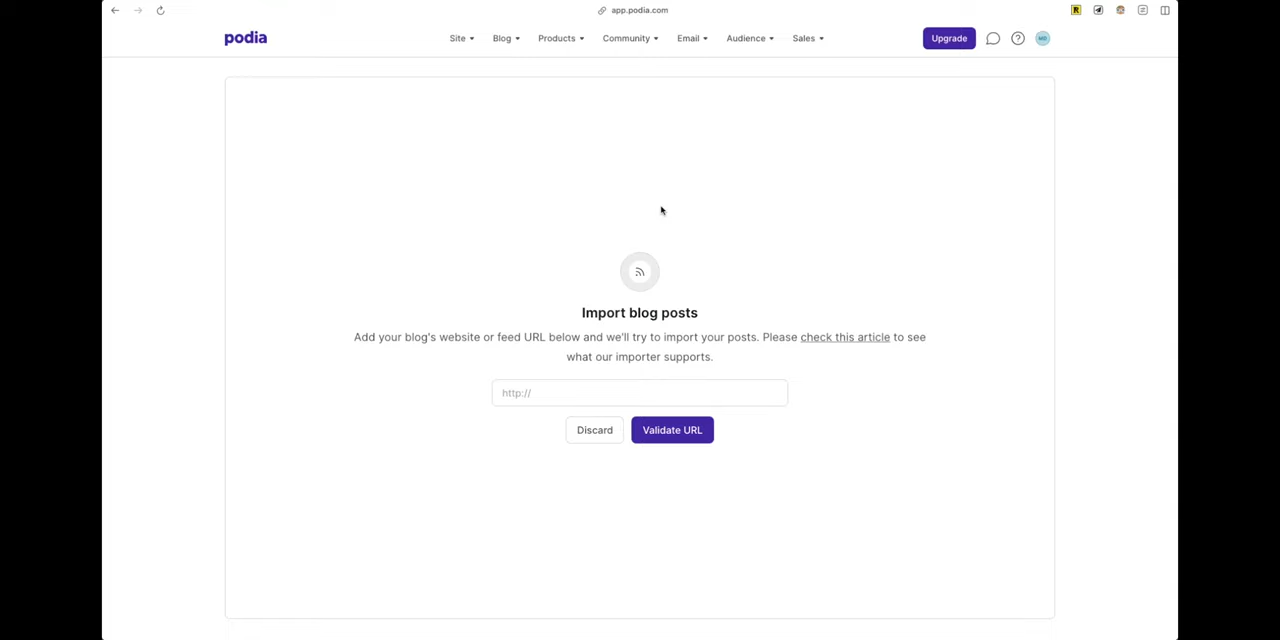 app.podia.com
podia
Site
Blog
Products
Community
Email
Audience
Sales
Upgrade
MD
Import blog posts
Add your blog's website or feed URL below and we'll try to import your posts. Please check this article to see
what our importer supports.
http://
Discard
Validate URL